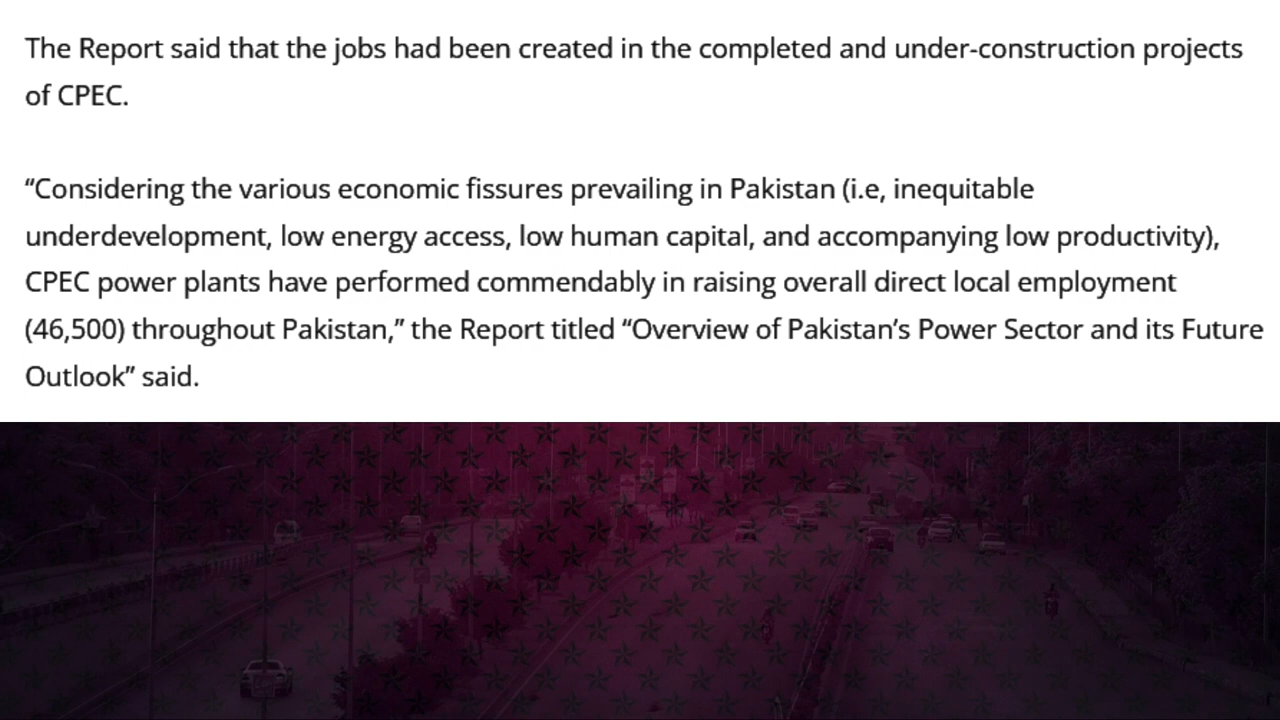 The Report said that the jobs had been created in the completed and under-construction projects
of CPEC.
“Considering the various economic fissures prevailing in Pakistan (i.e, inequitable
underdevelopment, low energy access, low human capital, and accompanying low productivity),
CPEC power plants have performed commendably in raising overall direct local employment
(46,500) throughout Pakistan,” the Report titled “Overview of Pakistan’s Power Sector and its Future
Outlook” said.